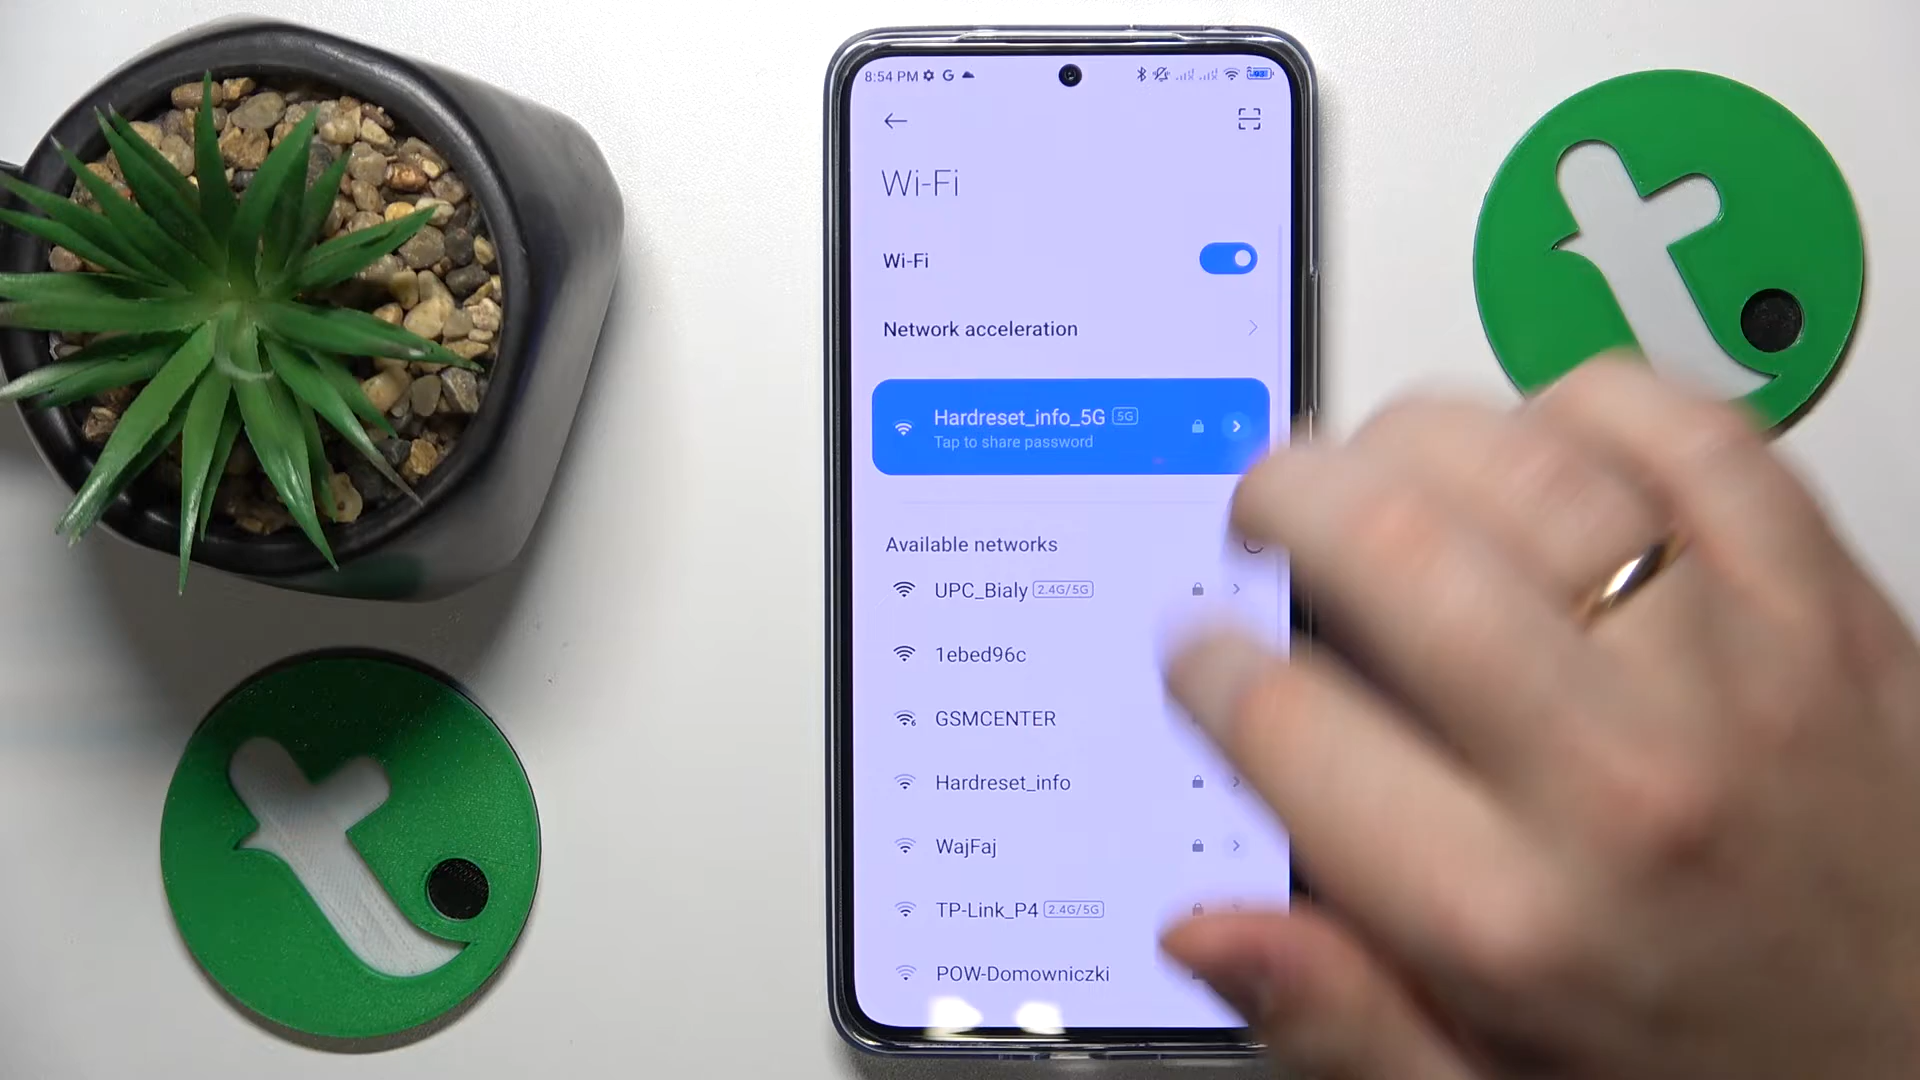 8:54 PM G
Wi-Fi
Wi-Fi
Network acceleration
Hardreset_info_5G 5G
Tap to share password
Available networks
UPC_Bialy 2.4G/5G
1ebed96c
GSMCENTER
Hardreset_info
WajFaj
TP-Link_P4 2.4G/5G
POW-Domowniczki